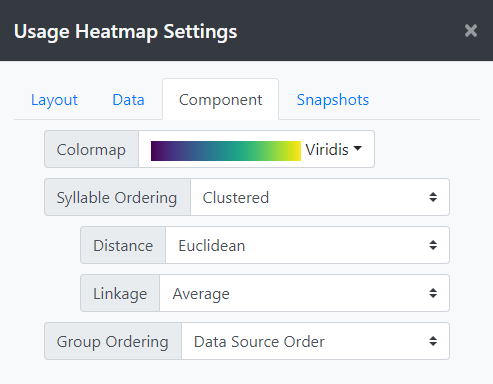 Usage Heatmap Settings ×
Layout Data Component Snapshots
Colormap Viridis
Syllable Ordering Clustered
Distance Euclidean
Linkage Average
Group Ordering Data Source Order